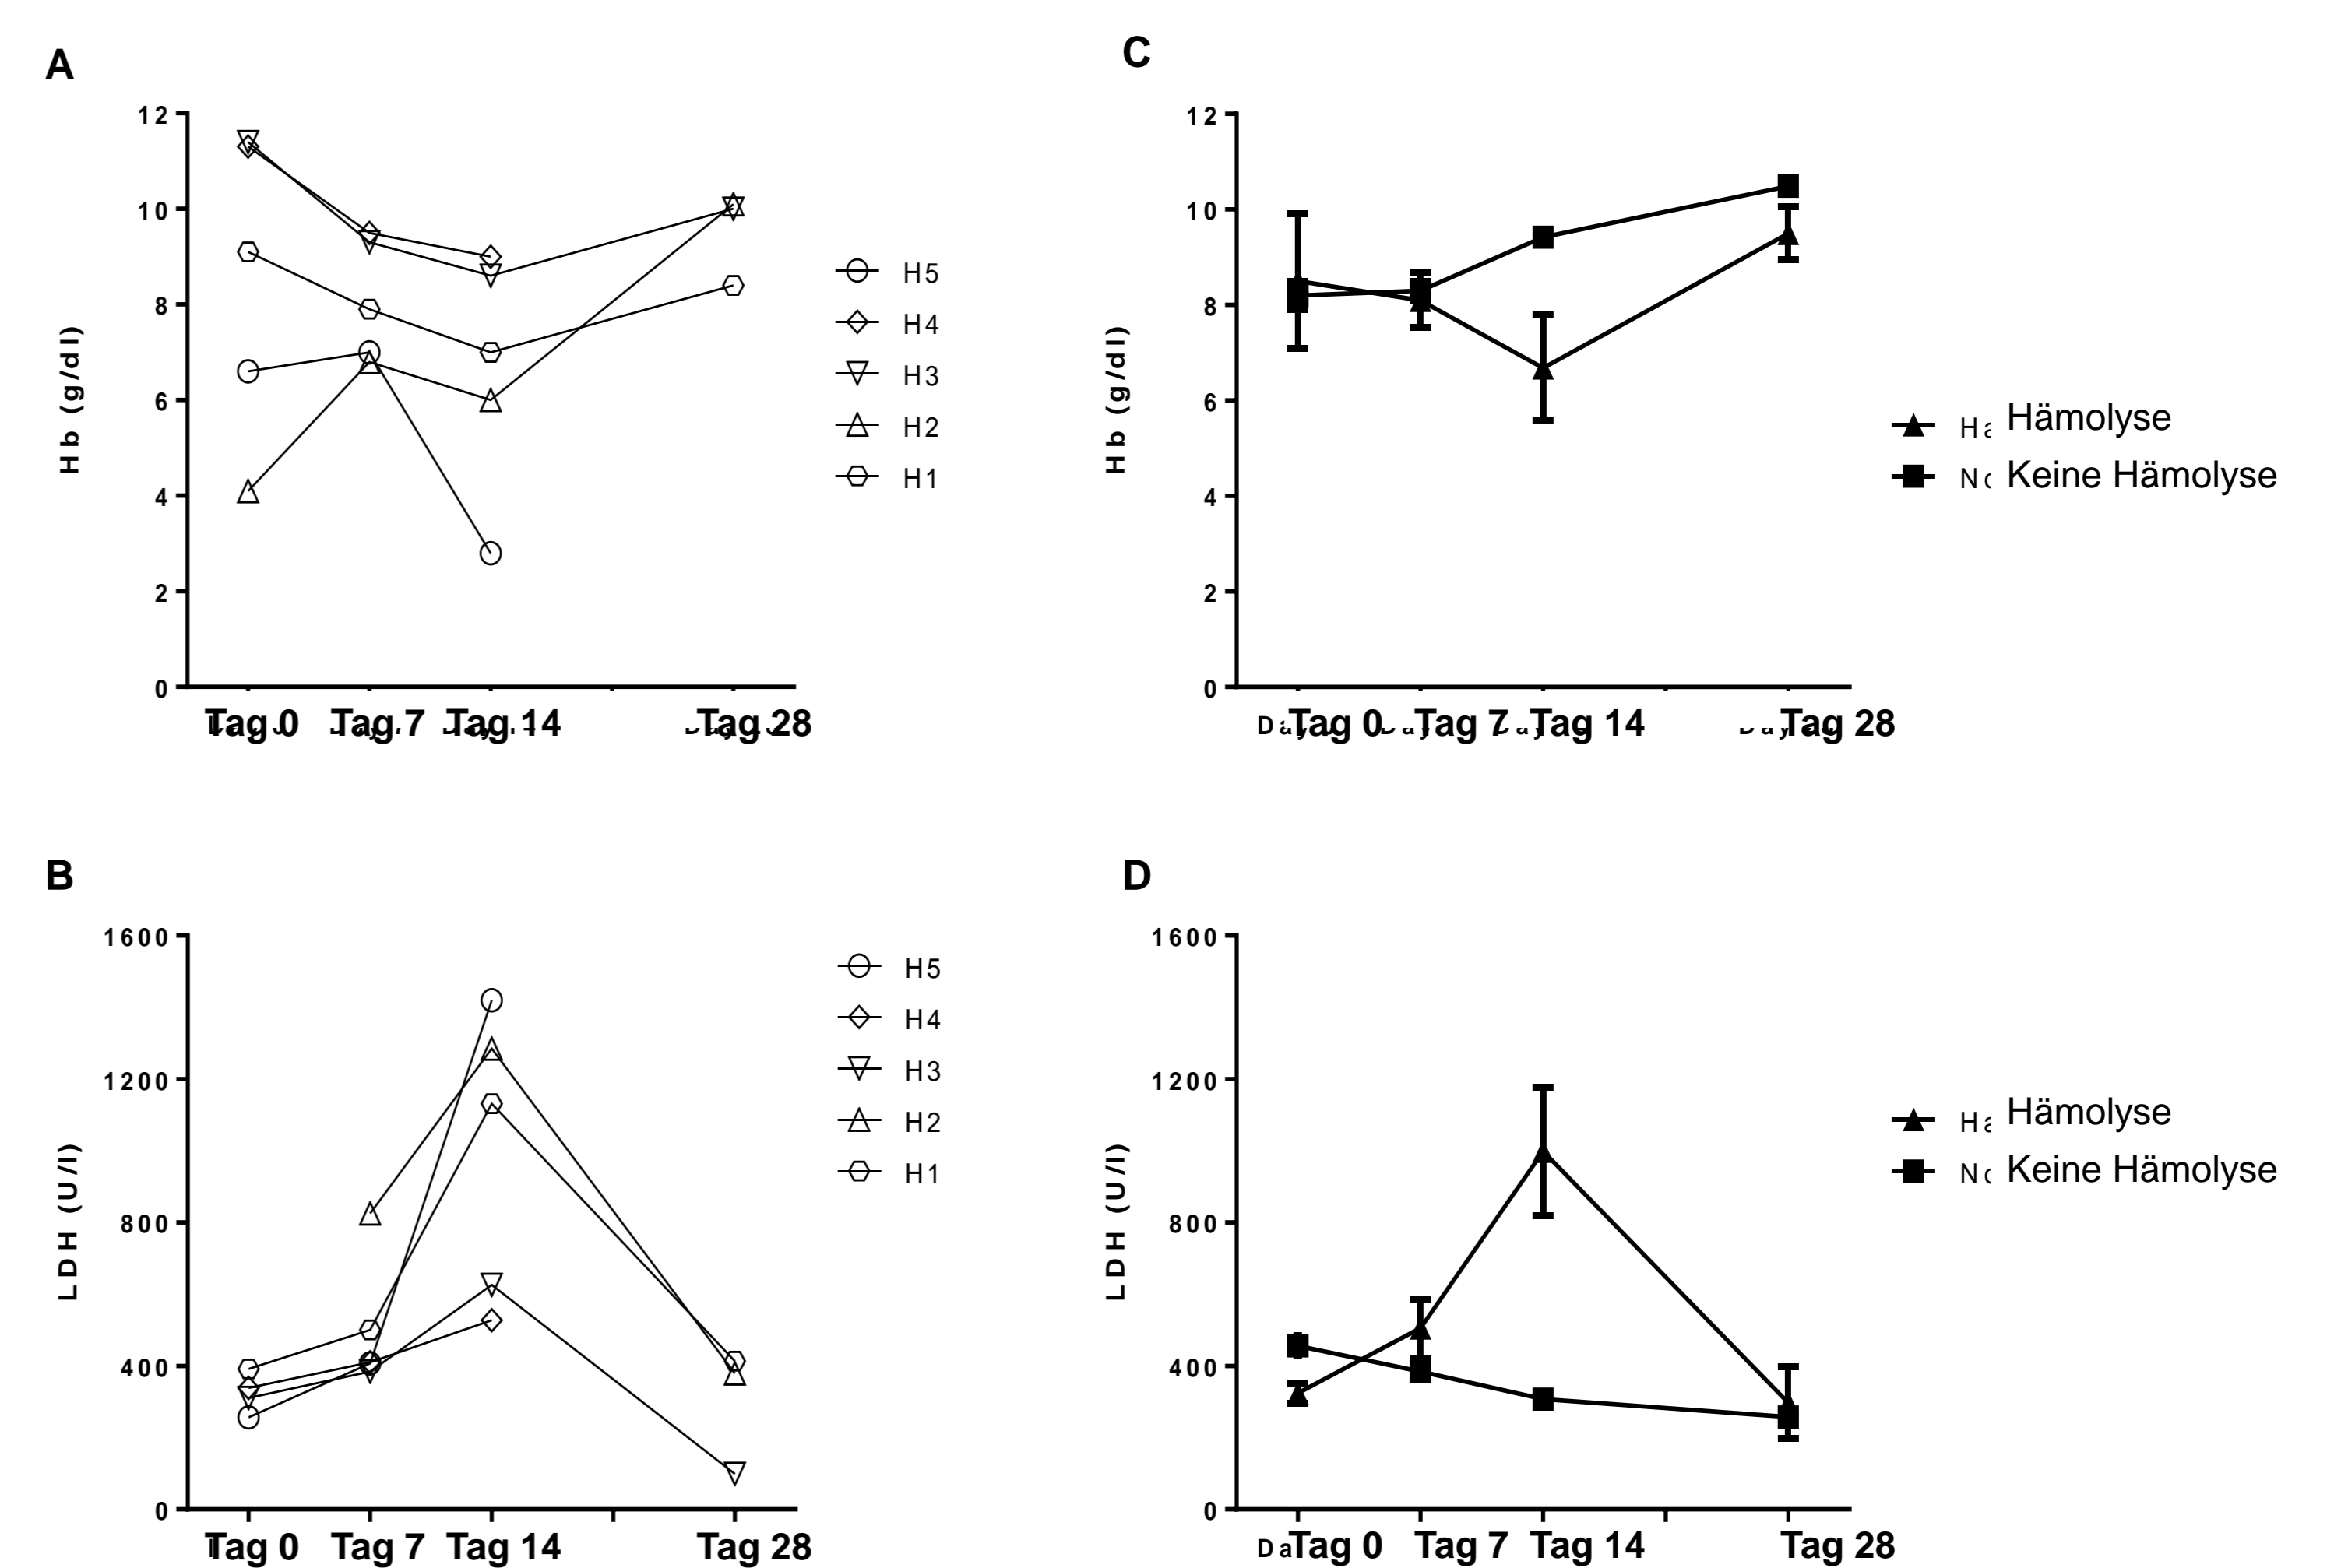 A
12
10
8
6
4
2
0
Hb (g/dl)
Tag 0 Tag 7 Tag 14 Tag 28
H5
H4
H3
H2
H1
C
12
10
8
6
4
2
0
Hb (g/dl)
Tag 0 Tag 7 Tag 14 Tag 28
Hämolyse
Keine Hämolyse
B
1600
1200
800
400
0
LDH (U/l)
Tag 0 Tag 7 Tag 14 Tag 28
H5
H4
H3
H2
H1
D
1600
1200
800
400
0
LDH (U/l)
Tag 0 Tag 7 Tag 14 Tag 28
Hämolyse
Keine Hämolyse